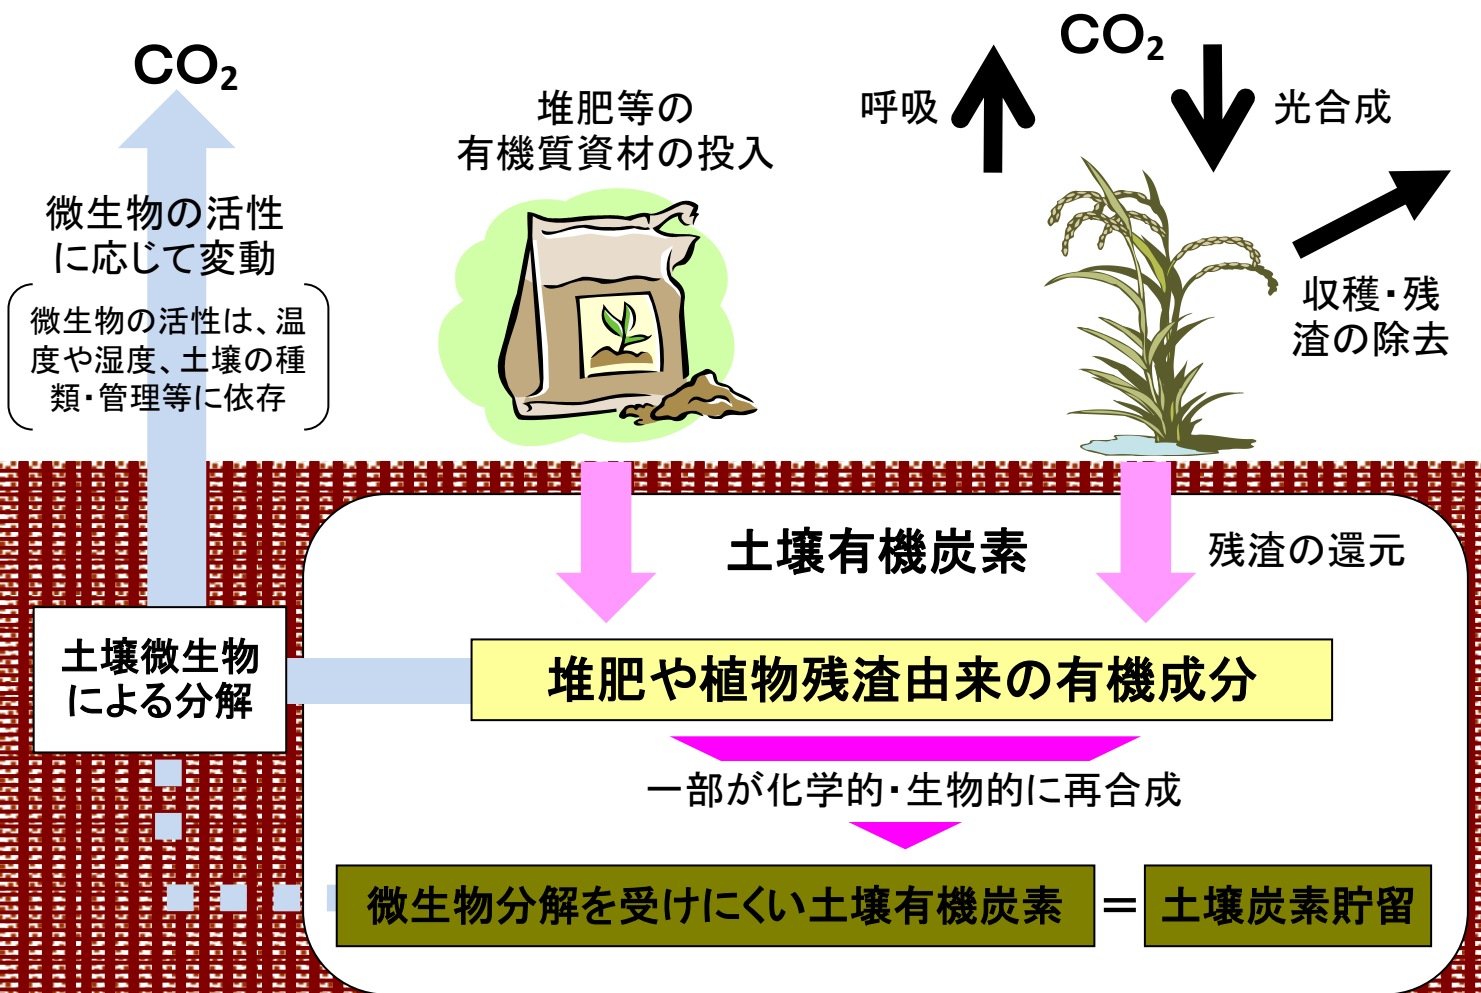 CO₂
微生物の活性
に応じて変動
微生物の活性は、温
度や湿度、土壌の種
類・管理等に依存
堆肥等の
有機質資材の投入
CO₂
呼吸
光合成
収穫・残
渣の除去
土壌有機炭素
残渣の還元
土壌微生物
による分解
堆肥や植物残渣由来の有機成分
一部が化学的・生物的に再合成
微生物分解を受けにくい土壌有機炭素
=
土壌炭素貯留